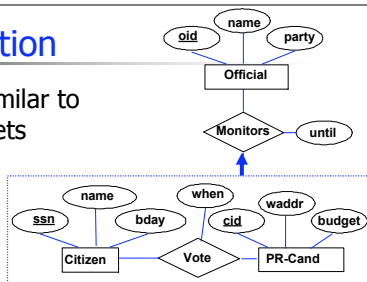 tion
milar to
ets
name
oid
party
Official
Monitors
until
name
when
waddr
ssn
bday
cid
budget
Citizen
Vote
PR-Cand